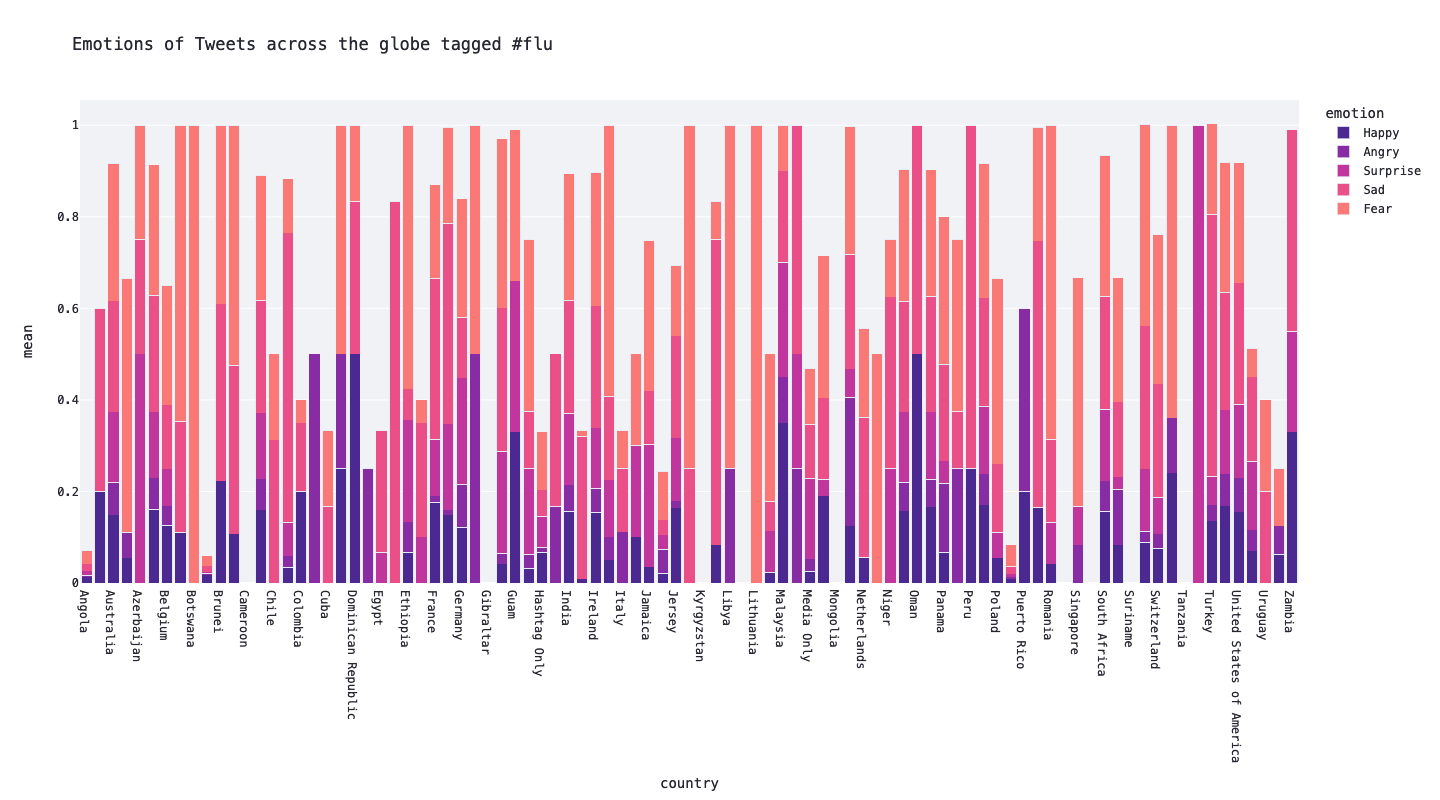 Emotions of Tweets across the globe tagged #flu
emotion
Happy
Angry
Surprise
Sad
Fear
mean
1
0.8
0.6
0.4
0.2
0
Angola
Australia
Azerbaijan
Belgium
Botswana
Brunei
Cameroon
Chile
Colombia
Cuba
Dominican Republic
Egypt
Ethiopia
France
Germany
Gibraltar
Guam
Hashtag Only
India
Ireland
Italy
Jamaica
Jersey
Kyrgyzstan
Libya
Lithuania
Malaysia
Media Only
Mongolia
Netherlands
Niger
Oman
Panama
Peru
Poland
Puerto Rico
Romania
Singapore
South Africa
Suriname
Switzerland
Tanzania
Turkey
United States of America
Uruguay
Zambia
country